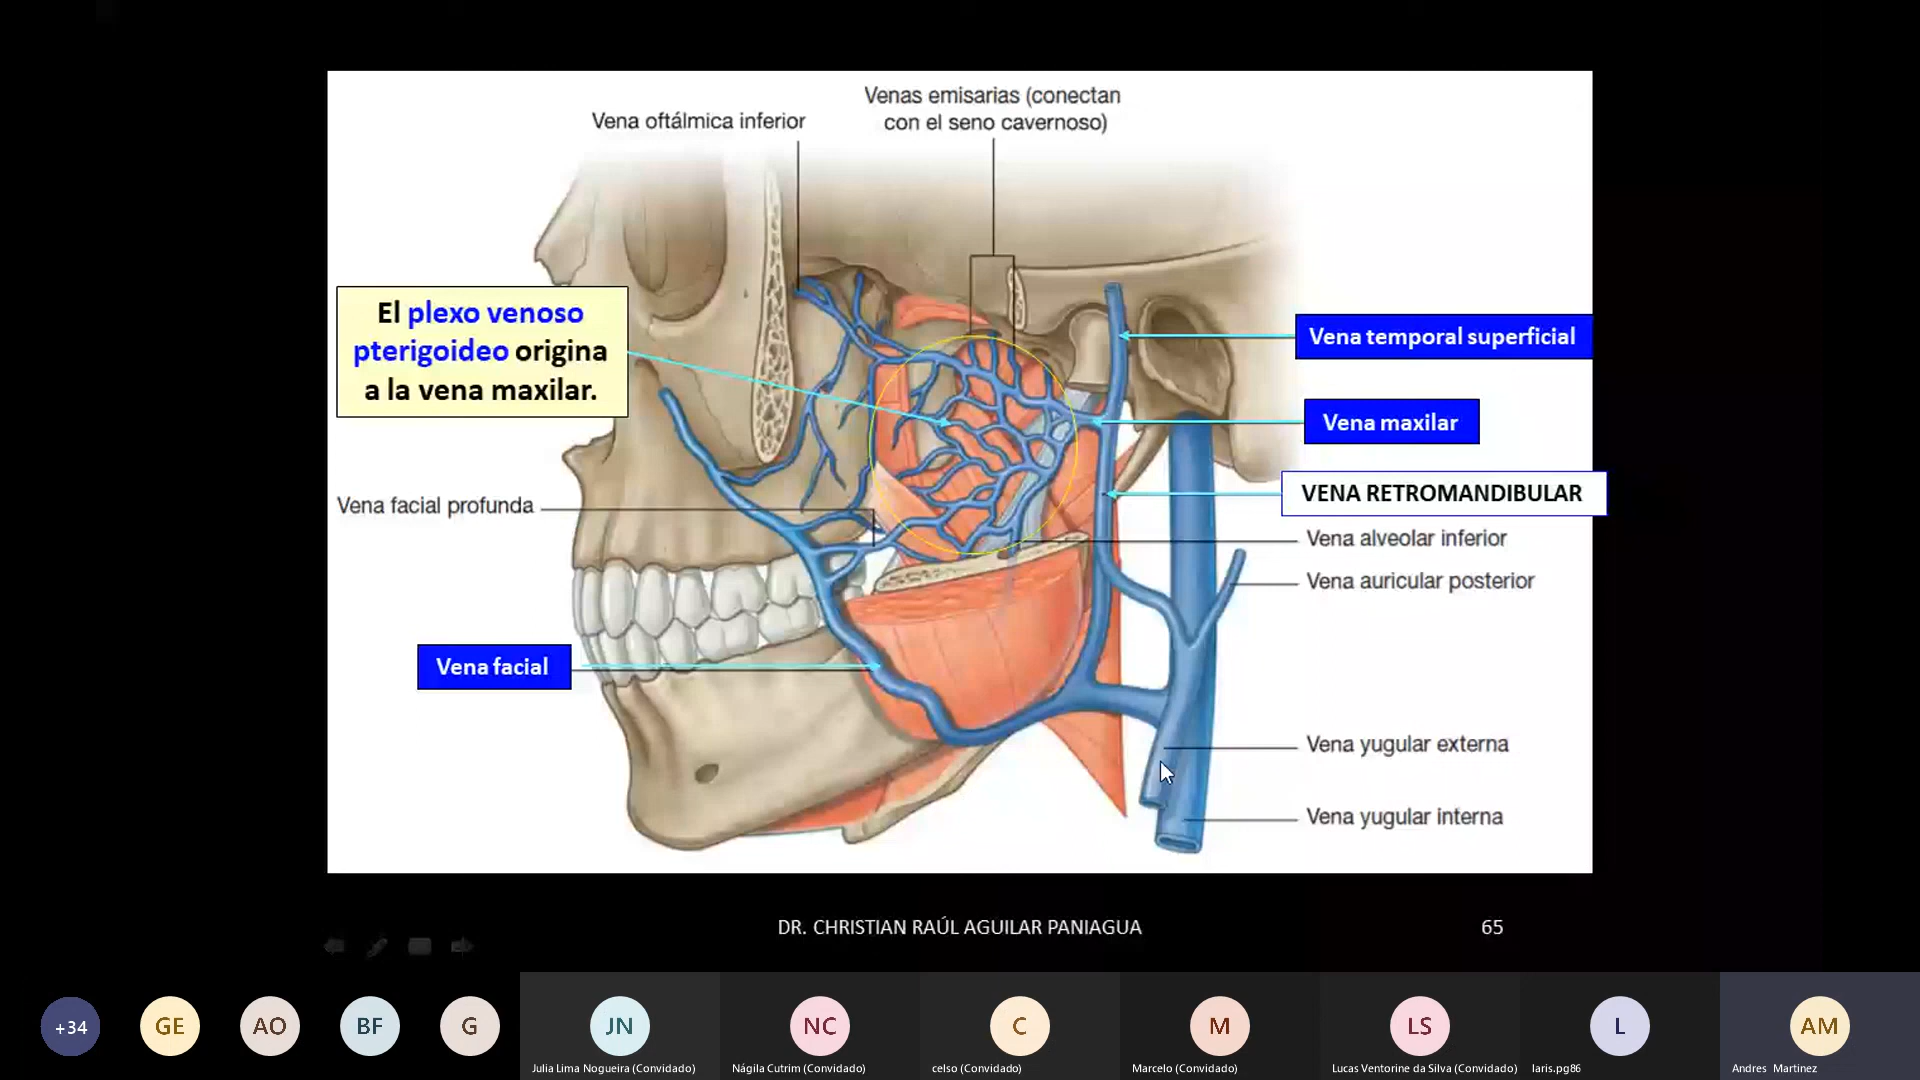 Venas emisarias (conectan
con el seno cavernoso)
Vena oftálmica inferior
El plexo venoso
pterigoideo origina
a la vena maxilar.
Vena temporal superficial
Vena maxilar
VENA RETROMANDIBULAR
Vena facial profunda
Vena alveolar inferior
Vena auricular posterior
Vena facial
Vena yugular externa
Vena yugular interna
DR. CHRISTIAN RAÚL AGUILAR PANIAGUA
65
+34
GE
AO
BF
G
JN
NC
C
M
LS
L
AM
Julia Lima Nogueira (Convidado)
Nágila Cutrim (Convidado)
celso (Convidado)
Marcelo (Convidado)
Lucas Ventorine da Silva (Convidado)
laris.pg86
Andres Martinez